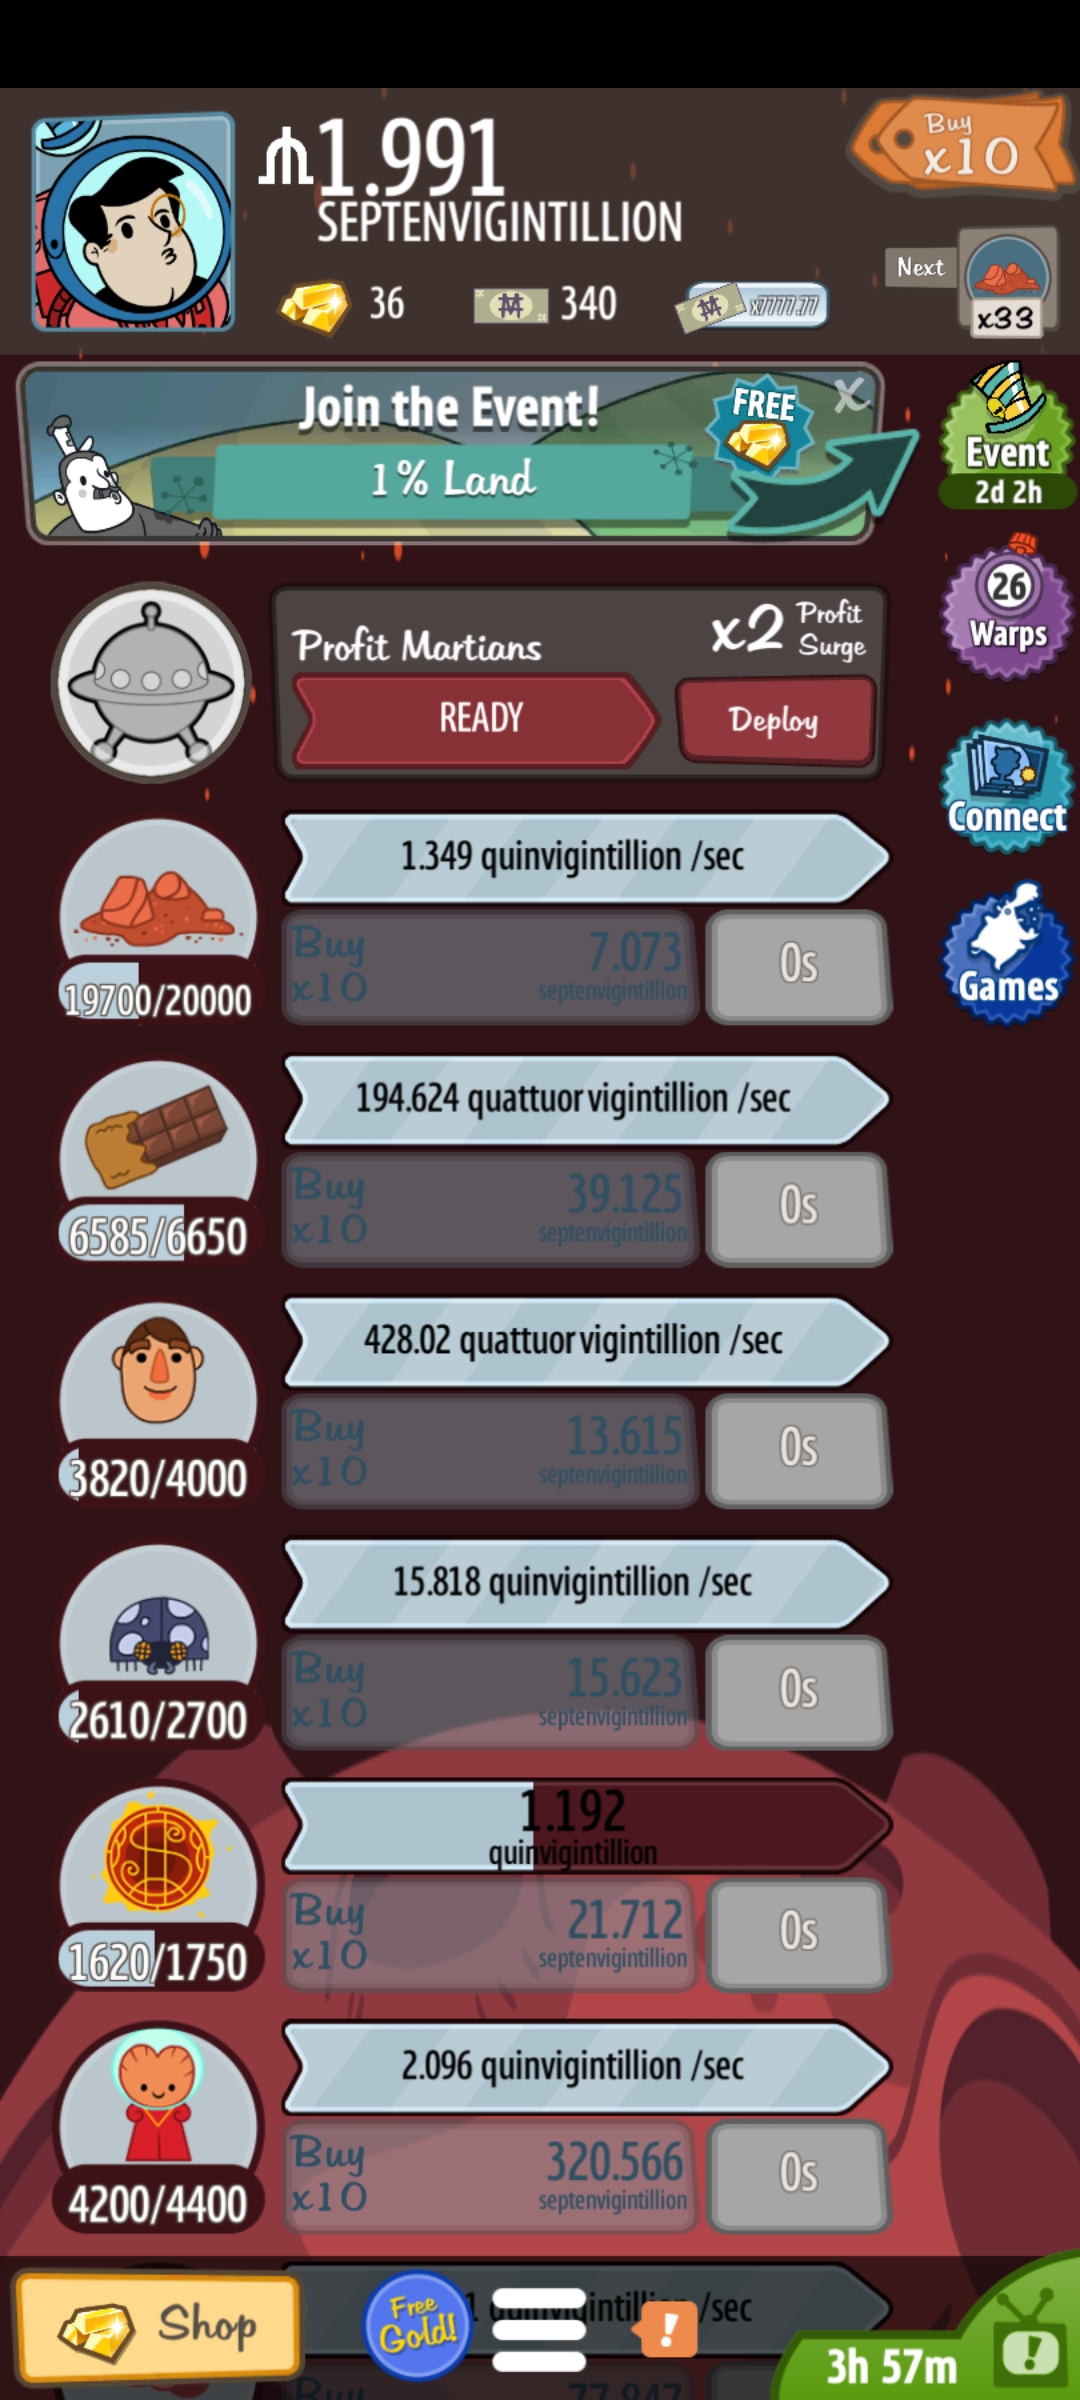 1.991
SEPTENVIGINTILLION
Buy
x10
36
340
x7777.77
Next
x33
Join the Event!
1% Land
FREE
X
Event
2d 2h
26
Warps
Connect
Games
Profit Martians
x2 Profit
Surge
READY
Deploy
1.349 quinvigintillion /sec
19700/20000
Buy
x10
7.073
septenvigintillion
0s
194.624 quattuorvigintillion /sec
6585/6650
Buy
x10
39.125
septenvigintillion
0s
428.02 quattuorvigintillion /sec
3820/4000
Buy
x10
13.615
septenvigintillion
0s
15.818 quinvigintillion /sec
2610/2700
Buy
x10
15.623
septenvigintillion
0s
1.192
quinvigintillion
1620/1750
Buy
x10
21.712
septenvigintillion
0s
2.096 quinvigintillion /sec
4200/4400
Buy
x10
320.566
septenvigintillion
0s
Shop
Free
Gold!
/sec
!
3h 57m
!
Buy
77.847